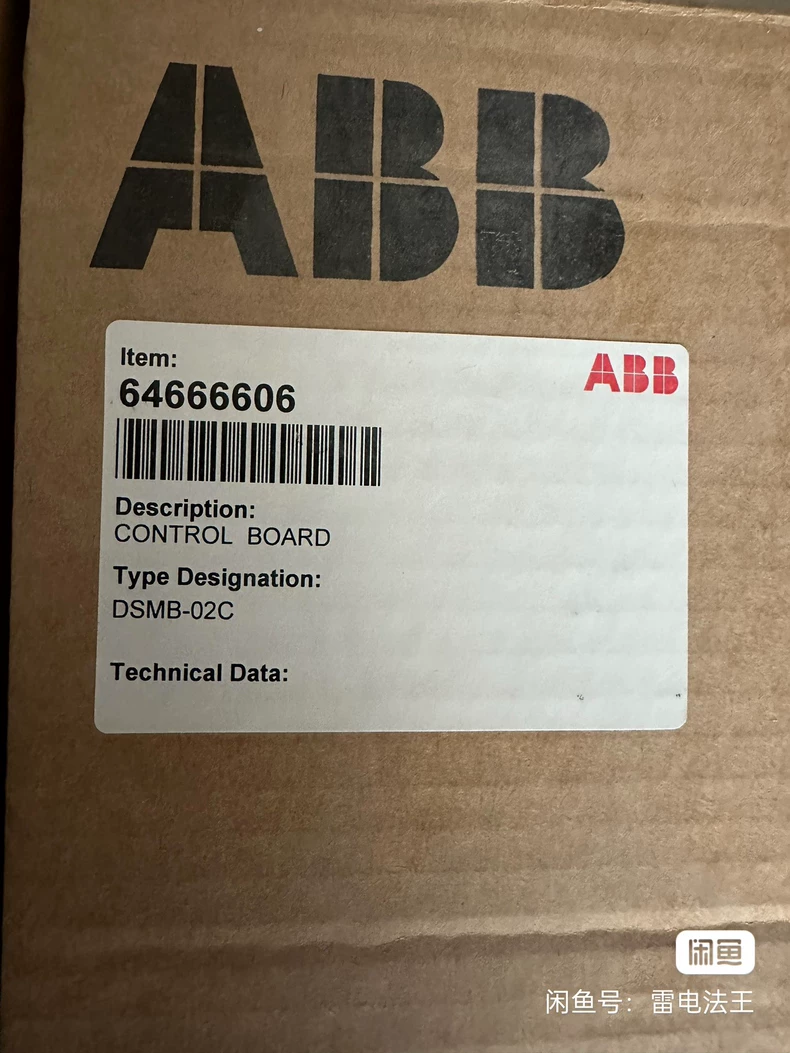 ABB
Item:
64666606
ABB
Description:
CONTROL BOARD
Type Designation:
DSMB-02C
Technical Data:
闲鱼
闲鱼号：雷电法王